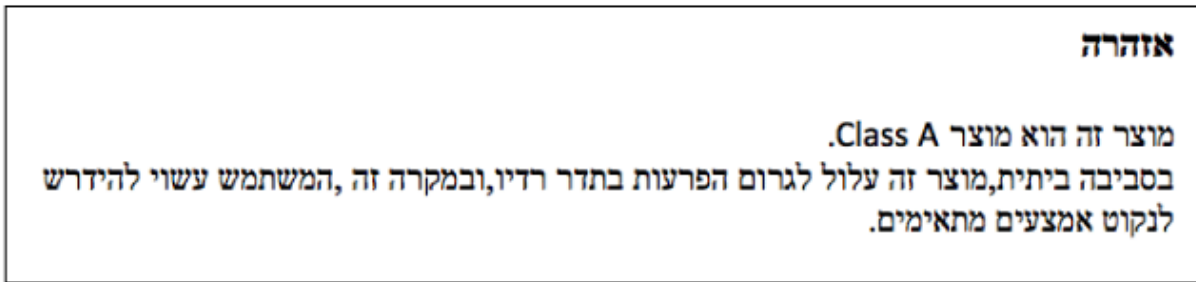 אזהרה
מוצר זה הוא מוצר Class A.
בסביבה ביתית,מוצר זה עלול לגרום הפרעות בתדר רדיו,ובמקרה זה ,המשתמש עשוי להידרש
לנקוט אמצעים מתאימים.